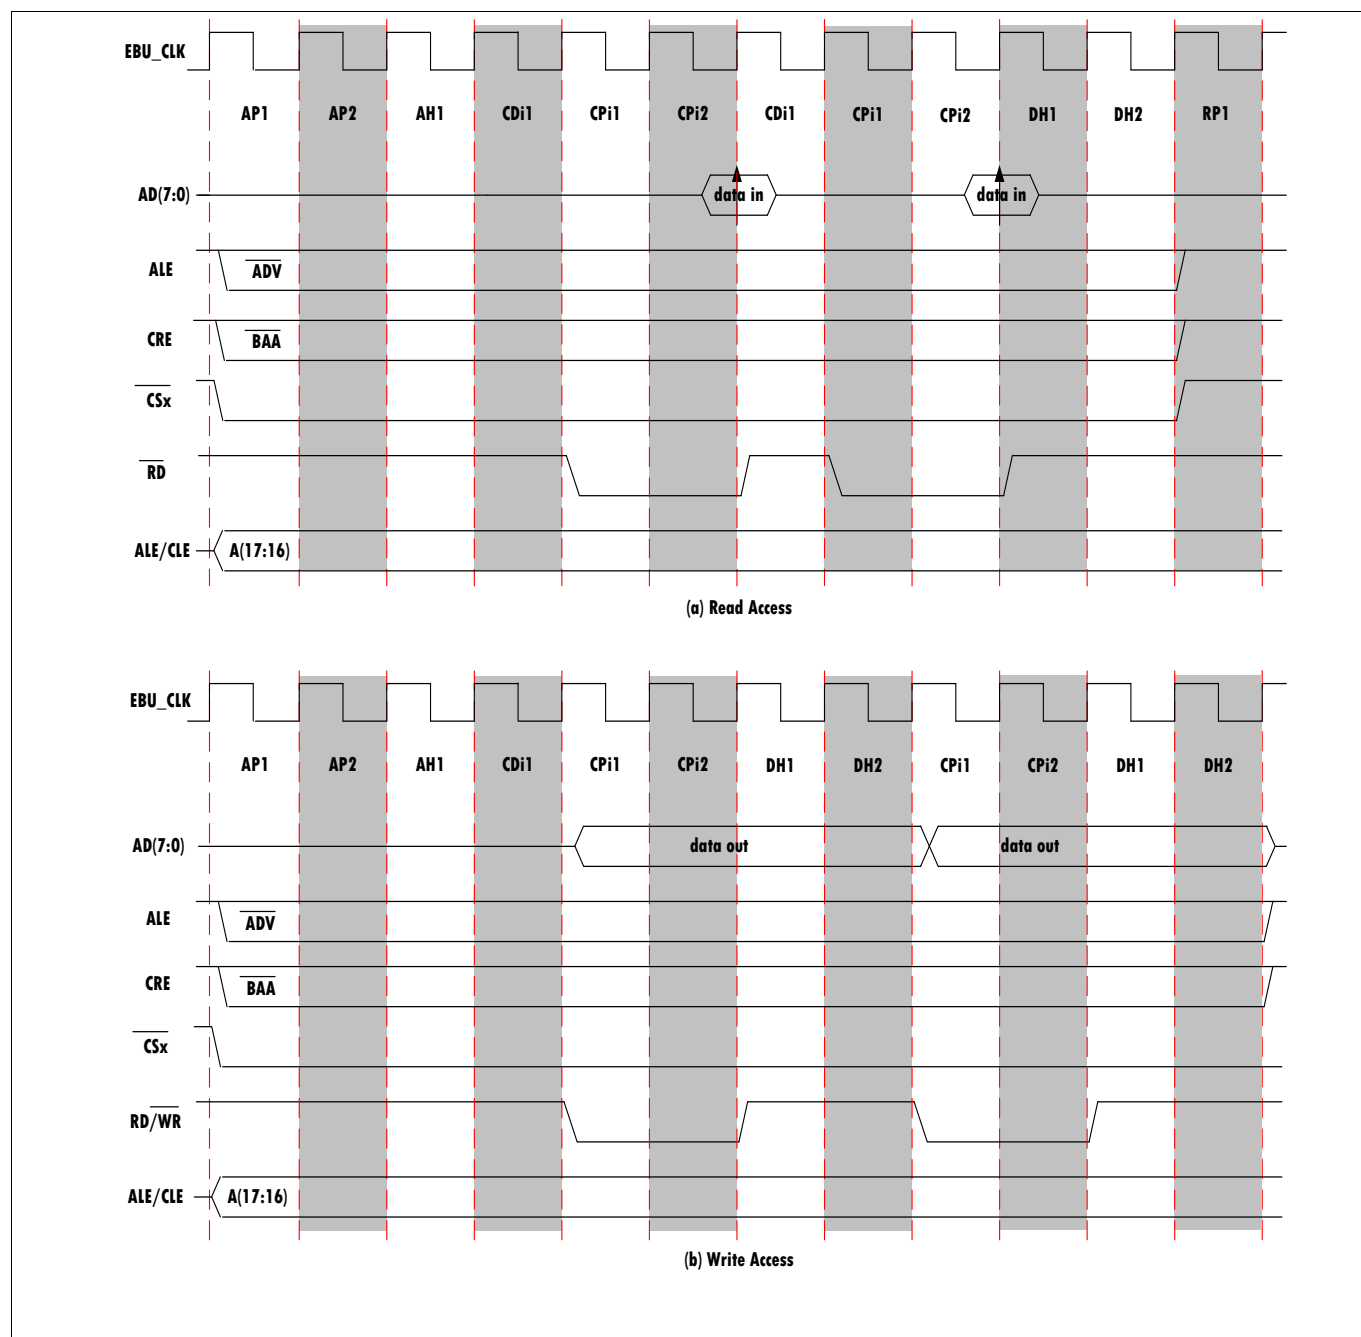 EBU_CLK
AP1 AP2 AH1 CDi1 CPi1 CPi2 CDi1 CPi1 CPi2 DH1 DH2 RP1
AD(7:0) data in data in
ALE ADV
CRE BAA
CSx
RD
ALE/CLE A(17:16)
(a) Read Access
EBU_CLK
AP1 AP2 AH1 CDi1 CPi1 CPi2 DH1 DH2 CPi1 CPi2 DH1 DH2
AD(7:0) data out data out
ALE ADV
CRE BAA
CSx
RD/WR
ALE/CLE A(17:16)
(b) Write Access